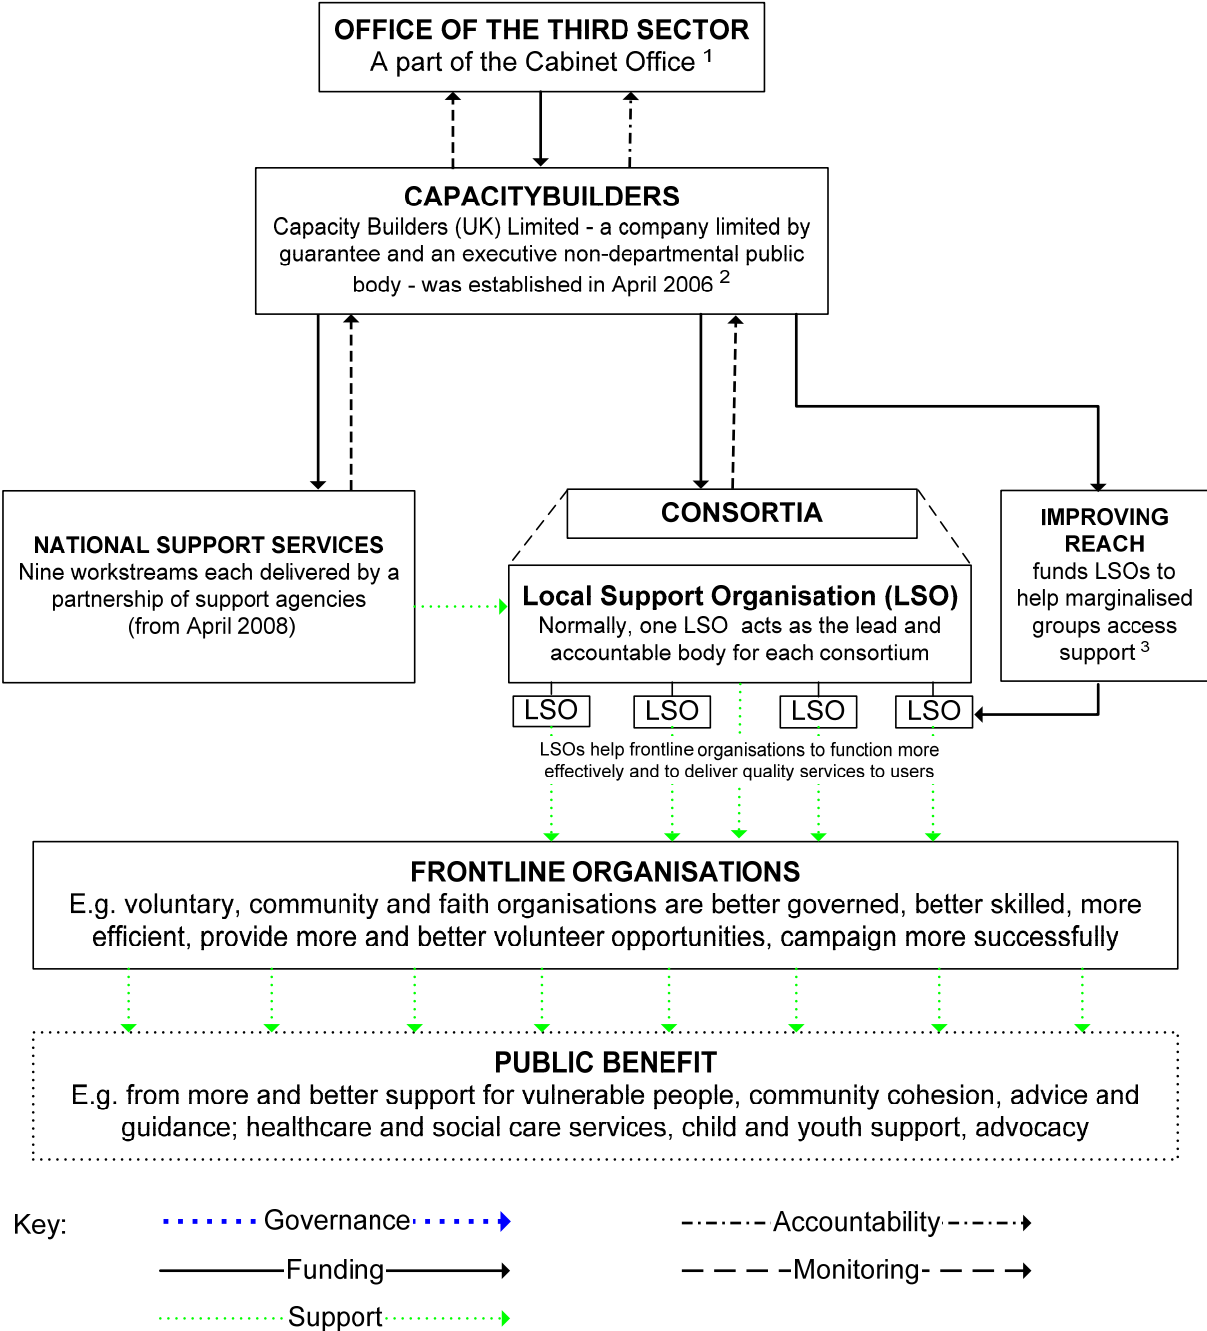 OFFICE OF THE THIRD SECTOR
A part of the Cabinet Office 1
CAPACITYBUILDERS
Capacity Builders (UK) Limited - a company limited by
guarantee and an executive non-departmental public
body - was established in April 2006 2
NATIONAL SUPPORT SERVICES
Nine workstreams each delivered by a
partnership of support agencies
(from April 2008)
CONSORTIA
Local Support Organisation (LSO)
Normally, one LSO acts as the lead and
accountable body for each consortium
IMPROVING
REACH
funds LSOs to
help marginalised
groups access
support 3
LSO
LSO
LSO
LSO
LSOs help frontline organisations to function more
effectively and to deliver quality services to users
FRONTLINE ORGANISATIONS
E.g. voluntary, community and faith organisations are better governed, better skilled, more
efficient, provide more and better volunteer opportunities, campaign more successfully
PUBLIC BENEFIT
E.g. from more and better support for vulnerable people, community cohesion, advice and
guidance; healthcare and social care services, child and youth support, advocacy
Key:
Governance
Accountability
Funding
Monitoring
Support